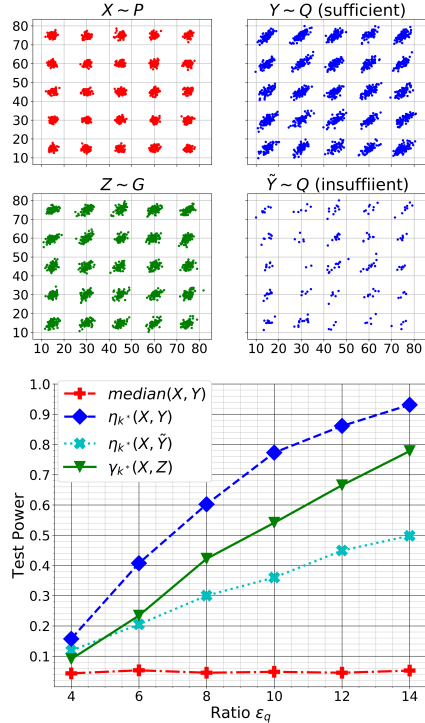 X ∼ P
Y ∼ Q (sufficient)
80
70
60
50
40
30
20
10
Z ∼ G
Ỹ ∼ Q (insuffiient)
80
70
60
50
40
30
20
10
10 20 30 40 50 60 70 80
10 20 30 40 50 60 70 80
1.0
0.9
0.8
0.7
0.6
0.5
0.4
0.3
0.2
0.1
Test Power
median(X, Y)
η_{k*}(X, Y)
η_{k*}(X, Ỹ)
γ_{k*}(X, Z)
4 6 8 10 12 14
Ratio ε_q